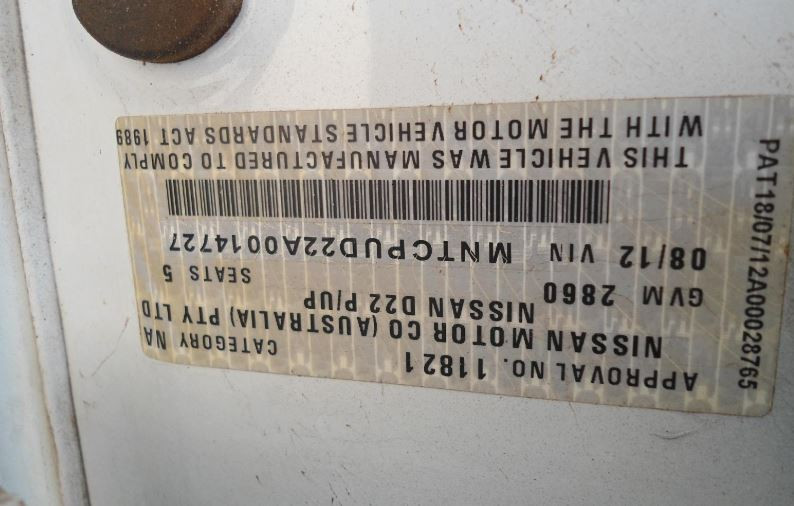 APPROVAL NO. 11821 CATEGORY NA
NISSAN MOTOR CO (AUSTRALIA) PTY LTD
NISSAN D22 P/UP
GVM 2860 SEATS 5
08/12 VIN MNTCPUD22A0014727
THIS VEHICLE WAS MANUFACTURED TO COMPLY
WITH THE MOTOR VEHICLE STANDARDS ACT 1989
PAT18/07/12A00028765